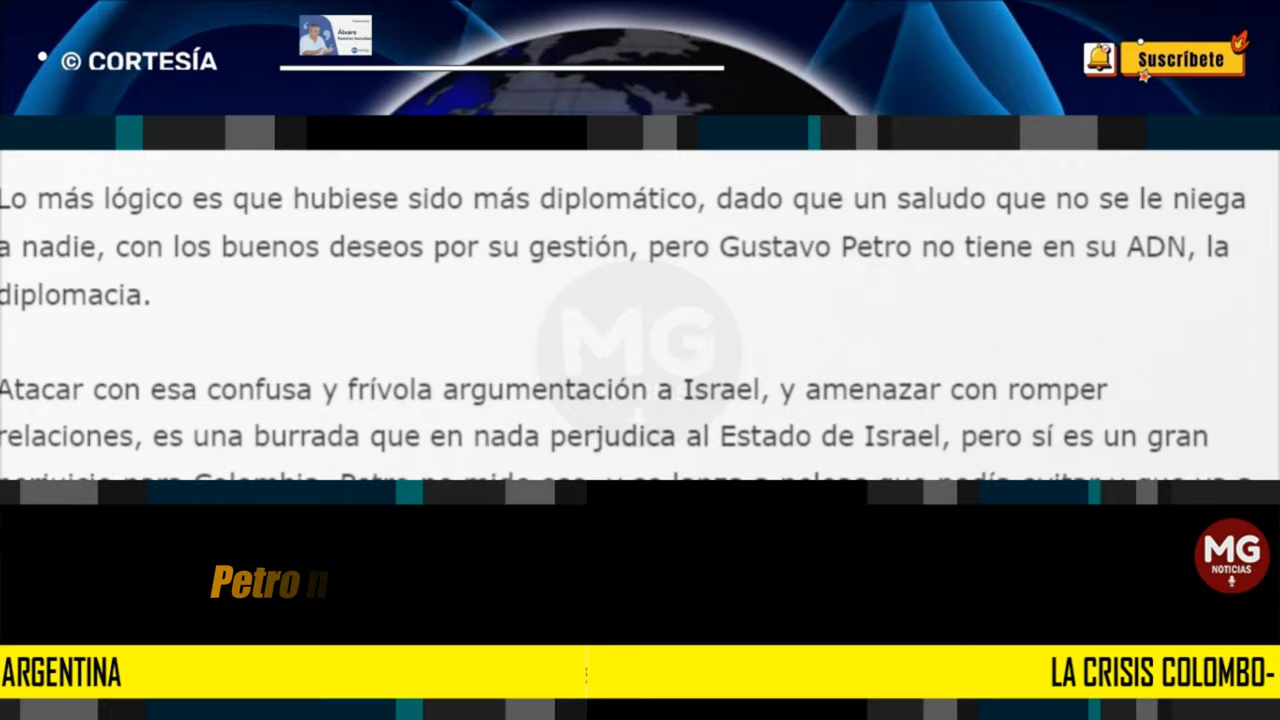 © CORTESÍA
Álvaro
Suscríbete
Lo más lógico es que hubiese sido más diplomático, dado que un saludo que no se le niega
a nadie, con los buenos deseos por su gestión, pero Gustavo Petro no tiene en su ADN, la
diplomacia.
Atacar con esa confusa y frívola argumentación a Israel, y amenazar con romper
relaciones, es una burrada que en nada perjudica al Estado de Israel, pero sí es un gran
MG
Petro n
MG
NOTICIAS
ARGENTINA
LA CRISIS COLOMBO-